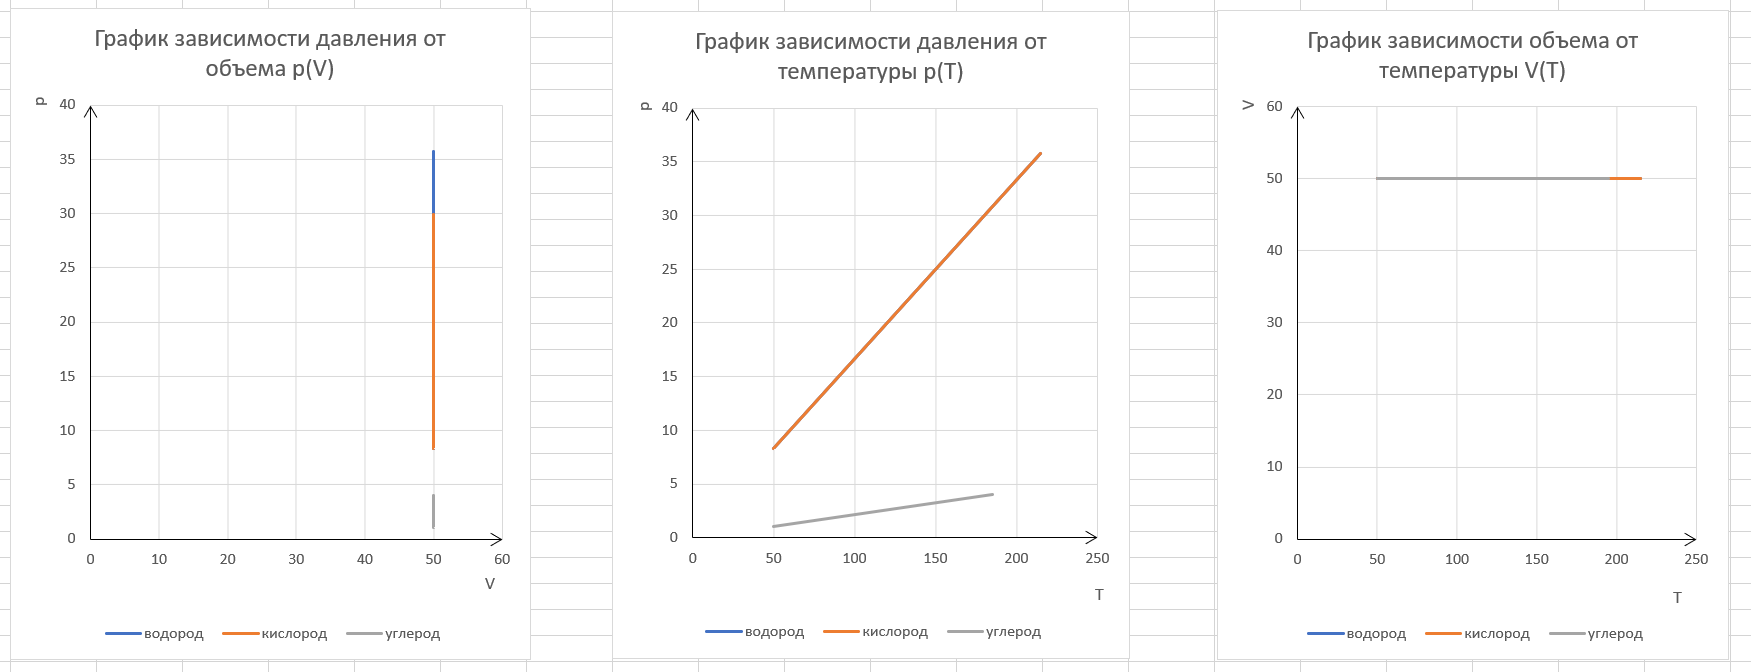 График зависимости давления от
объема p(V)
p
40
35
30
25
20
15
10
5
0
0 10 20 30 40 50 60
V
водород кислород углерод
График зависимости давления от
температуры p(T)
p
40
35
30
25
20
15
10
5
0
0 50 100 150 200 250
T
водород кислород углерод
График зависимости объема от
температуры V(T)
V
60
50
40
30
20
10
0
0 50 100 150 200 250
T
водород кислород углерод